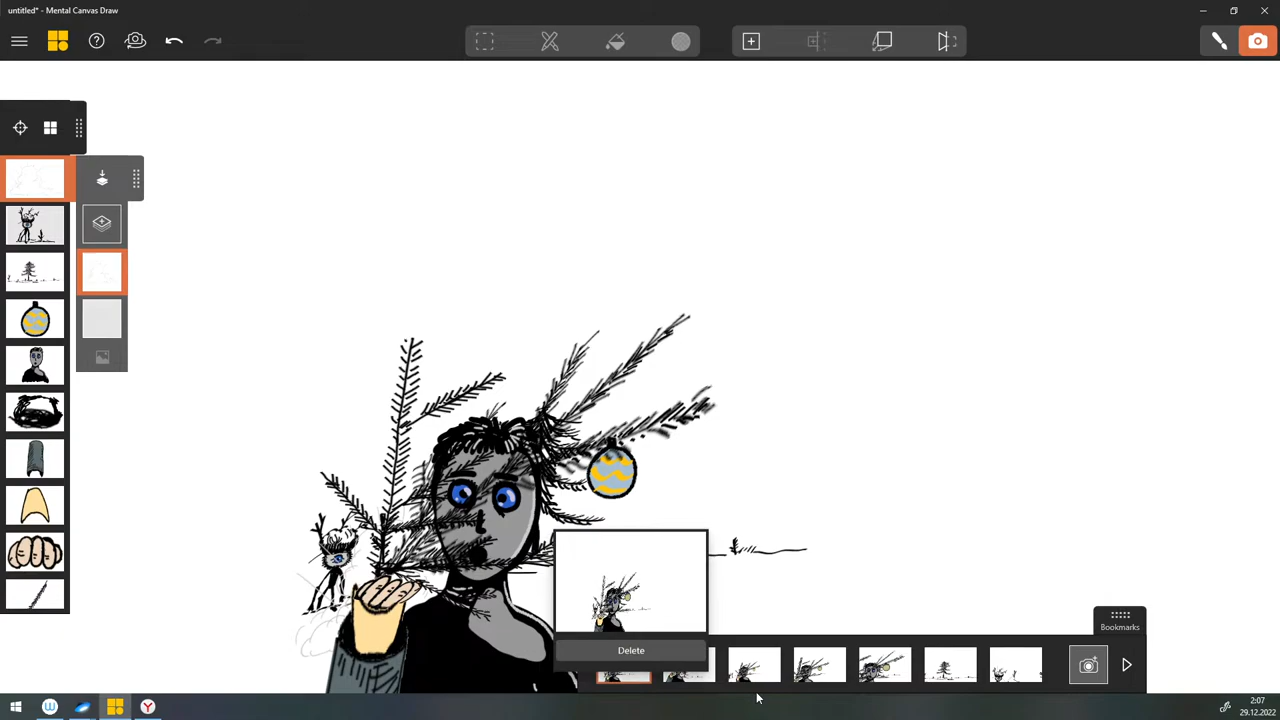 untitled* - Mental Canvas Draw
Delete
Bookmarks
2:07
29.12.2022